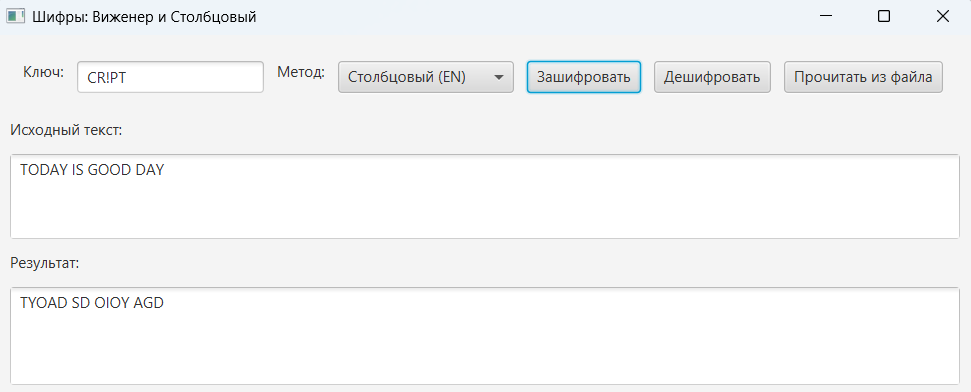 Шифры: Виженер и Столбцовый
Ключ: CR!PT Метод: Столбцовый (EN) Зашифровать Дешифровать Прочитать из файла
Исходный текст:
TODAY IS GOOD DAY
Результат:
TYOAD SD OIOY AGD